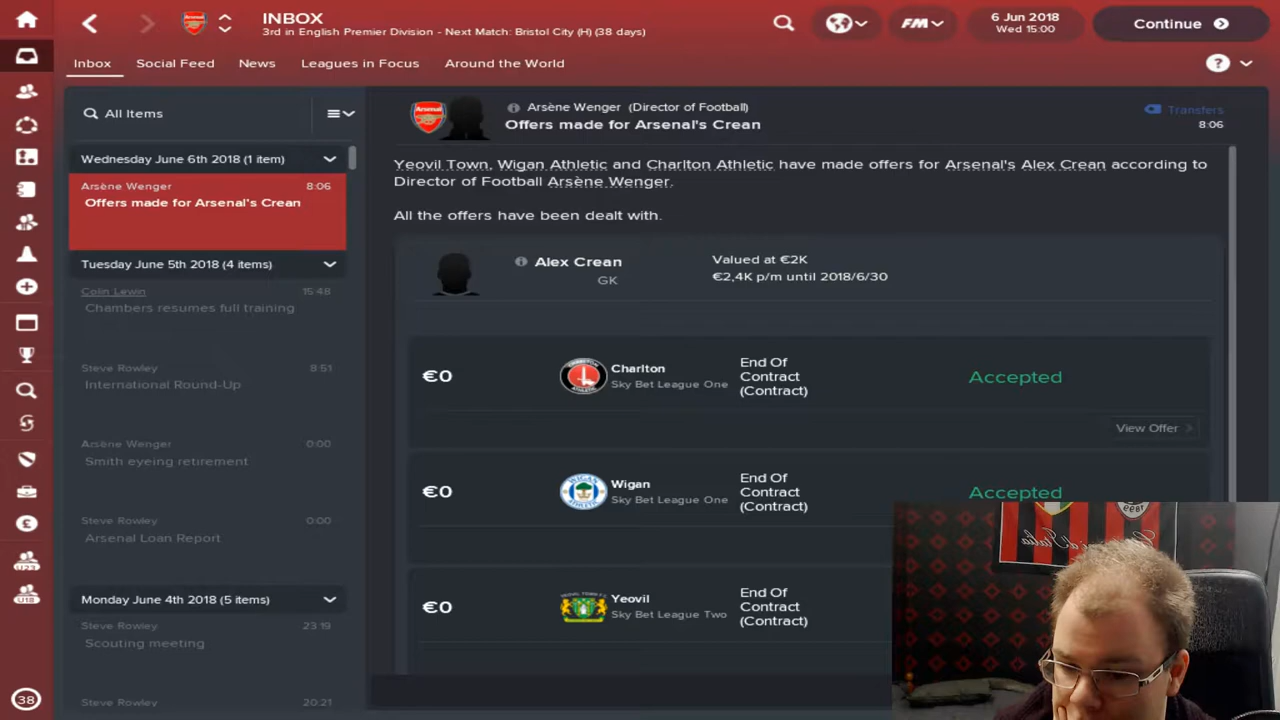 INBOX
3rd in English Premier Division - Next Match: Bristol City (H) (38 days)
FM
6 Jun 2018
Wed 15:00
Continue
Inbox
Social Feed
News
Leagues in Focus
Around the World
?
All Items
Wednesday June 6th 2018 (1 item)
Arsène Wenger 8:06
Offers made for Arsenal's Crean
Tuesday June 5th 2018 (4 items)
Colin Lewin 15:48
Chambers resumes full training
Steve Rowley 8:51
International Round-Up
Arsène Wenger 0:00
Smith eyeing retirement
Steve Rowley 0:00
Arsenal Loan Report
Monday June 4th 2018 (5 items)
Steve Rowley 23:19
Scouting meeting
Steve Rowley 20:21
38
Arsenal
Arsène Wenger (Director of Football)
Offers made for Arsenal's Crean
Transfers
8:06
Yeovil Town, Wigan Athletic and Charlton Athletic have made offers for Arsenal's Alex Crean according to
Director of Football Arsène Wenger.
All the offers have been dealt with.
Alex Crean
GK
Valued at €2K
€2,4K p/m until 2018/6/30
€0
Charlton
Sky Bet League One
End Of
Contract
(Contract)
Accepted
View Offer
€0
Wigan
Sky Bet League One
End Of
Contract
(Contract)
Accepted
€0
Yeovil
Sky Bet League Two
End Of
Contract
(Contract)
U23
U18